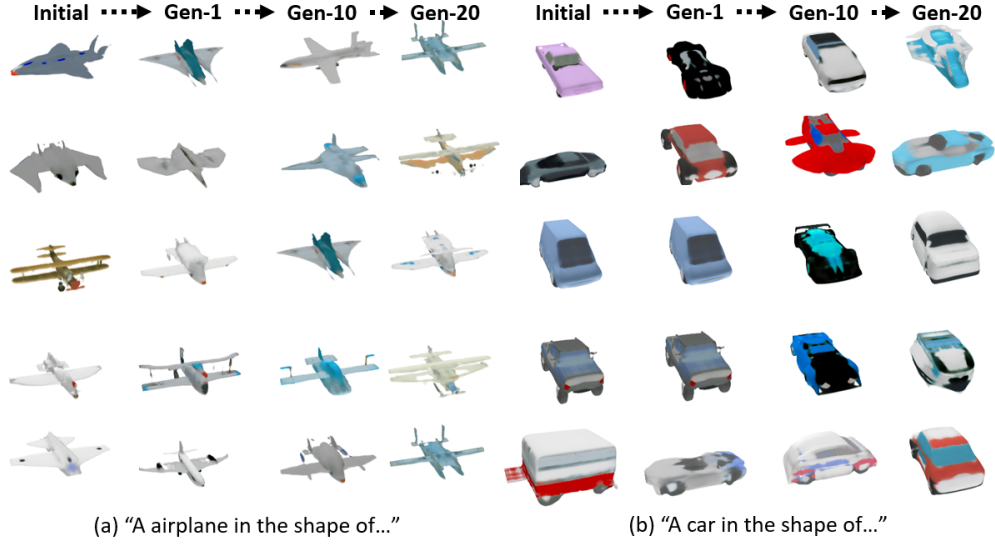 Initial Gen-1 Gen-10 Gen-20 Initial Gen-1 Gen-10 Gen-20
(a) “A airplane in the shape of...” (b) “A car in the shape of...”